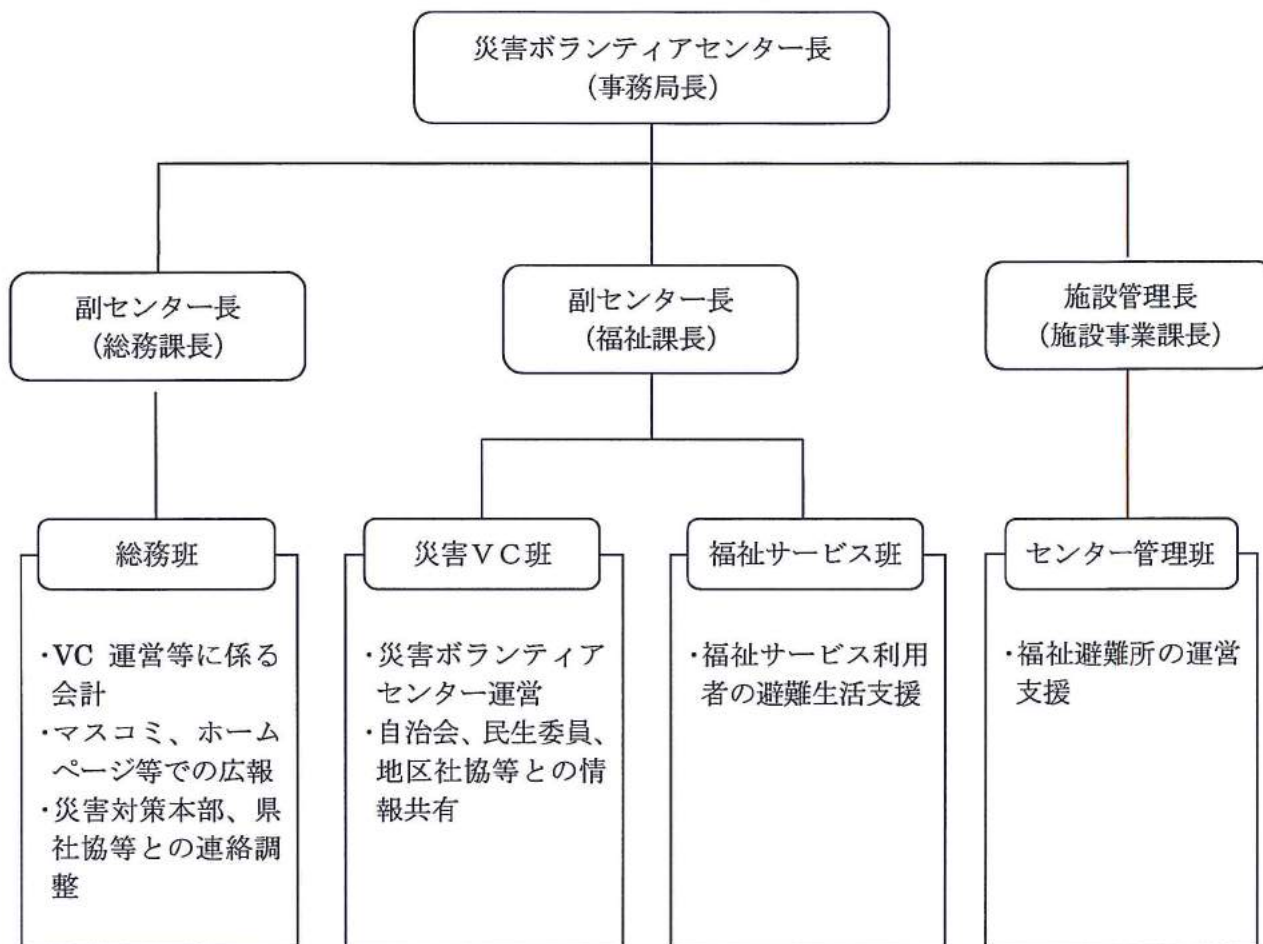 災害ボランティアセンター長
(事務局長)
副センター長
(総務課長)
副センター長
(福祉課長)
施設管理長
(施設事業課長)
総務班
・VC 運営等に係る
会計
・マスコミ、ホーム
ページ等での広報
・災害対策本部、県
社協等との連絡調
整
災害VC班
・災害ボランティア
センター運営
・自治会、民生委員、
地区社協等との情
報共有
福祉サービス班
・福祉サービス利用
者の避難生活支援
センター管理班
・福祉避難所の運営
支援